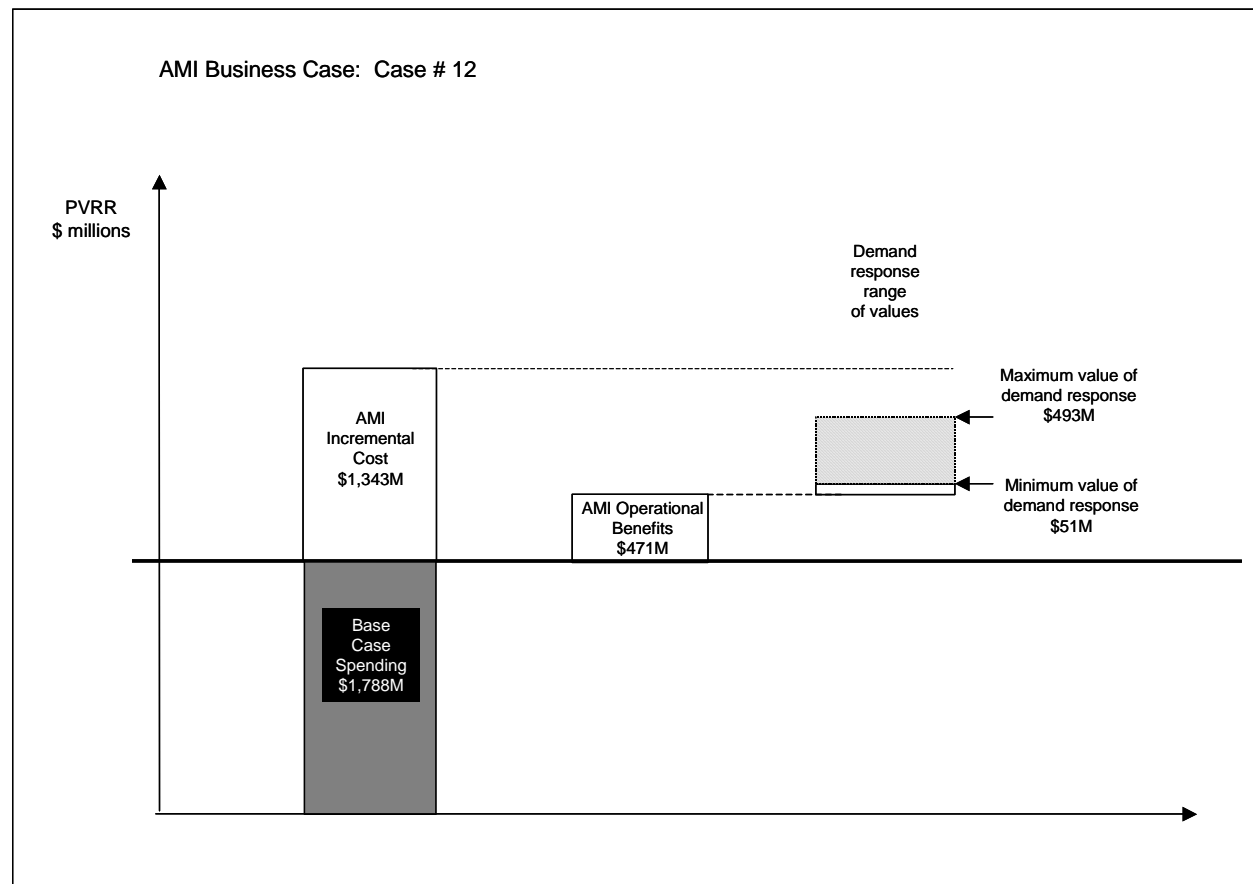 AMI Business Case:  Case # 12
PVRR
$ millions
Demand
response
range
of values
Maximum value of
demand response
$493M
AMI
Incremental
Cost
$1,343M
Minimum value of
demand response
$51M
AMI Operational
Benefits
$471M
Base
Case
Spending
$1,788M